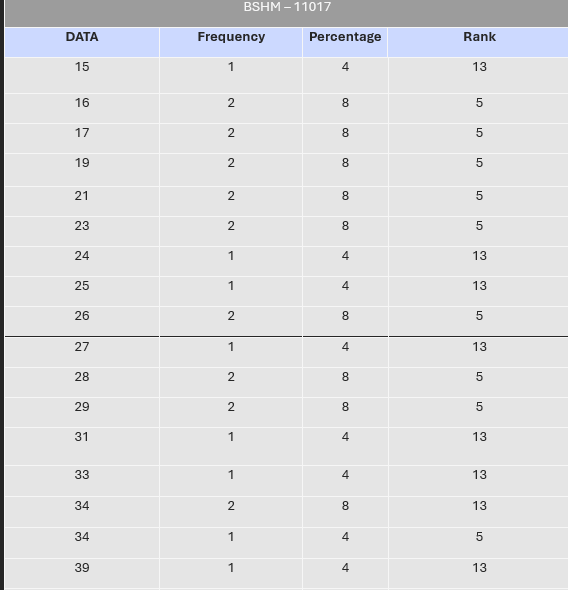 BSHM – 11017
DATA Frequency Percentage Rank
15 1 4 13
16 2 8 5
17 2 8 5
19 2 8 5
21 2 8 5
23 2 8 5
24 1 4 13
25 1 4 13
26 2 8 5
27 1 4 13
28 2 8 5
29 2 8 5
31 1 4 13
33 1 4 13
34 2 8 13
34 1 4 5
39 1 4 13